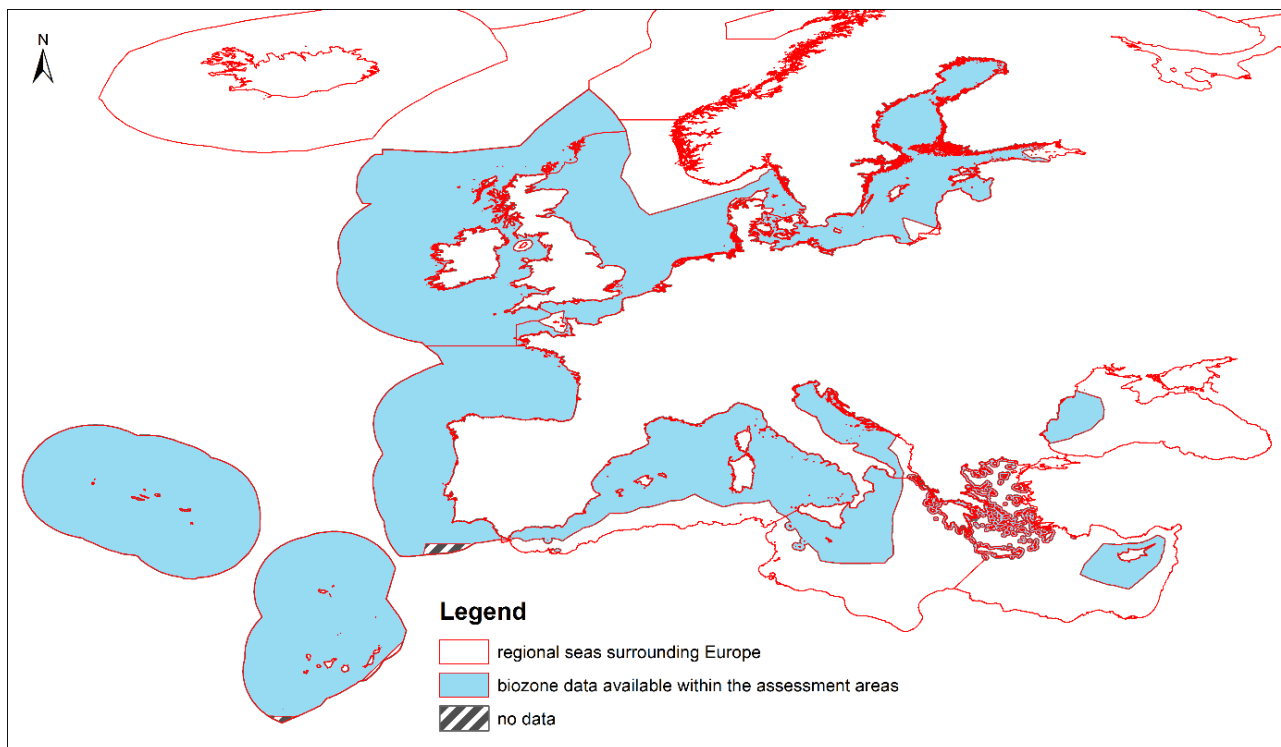 N
Legend
regional seas surrounding Europe
biozone data available within the assessment areas
no data